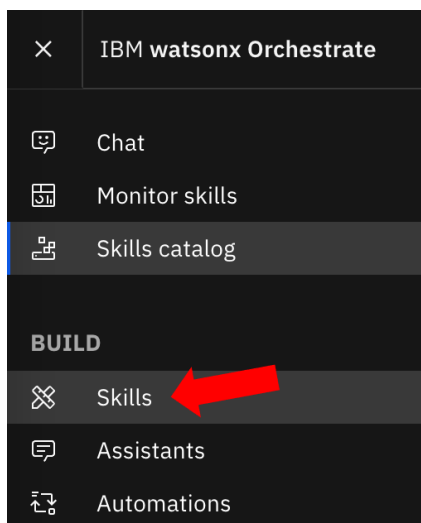 IBM watsonx Orchestrate
Chat
Monitor skills
Skills catalog
BUILD
Skills
Assistants
Automations